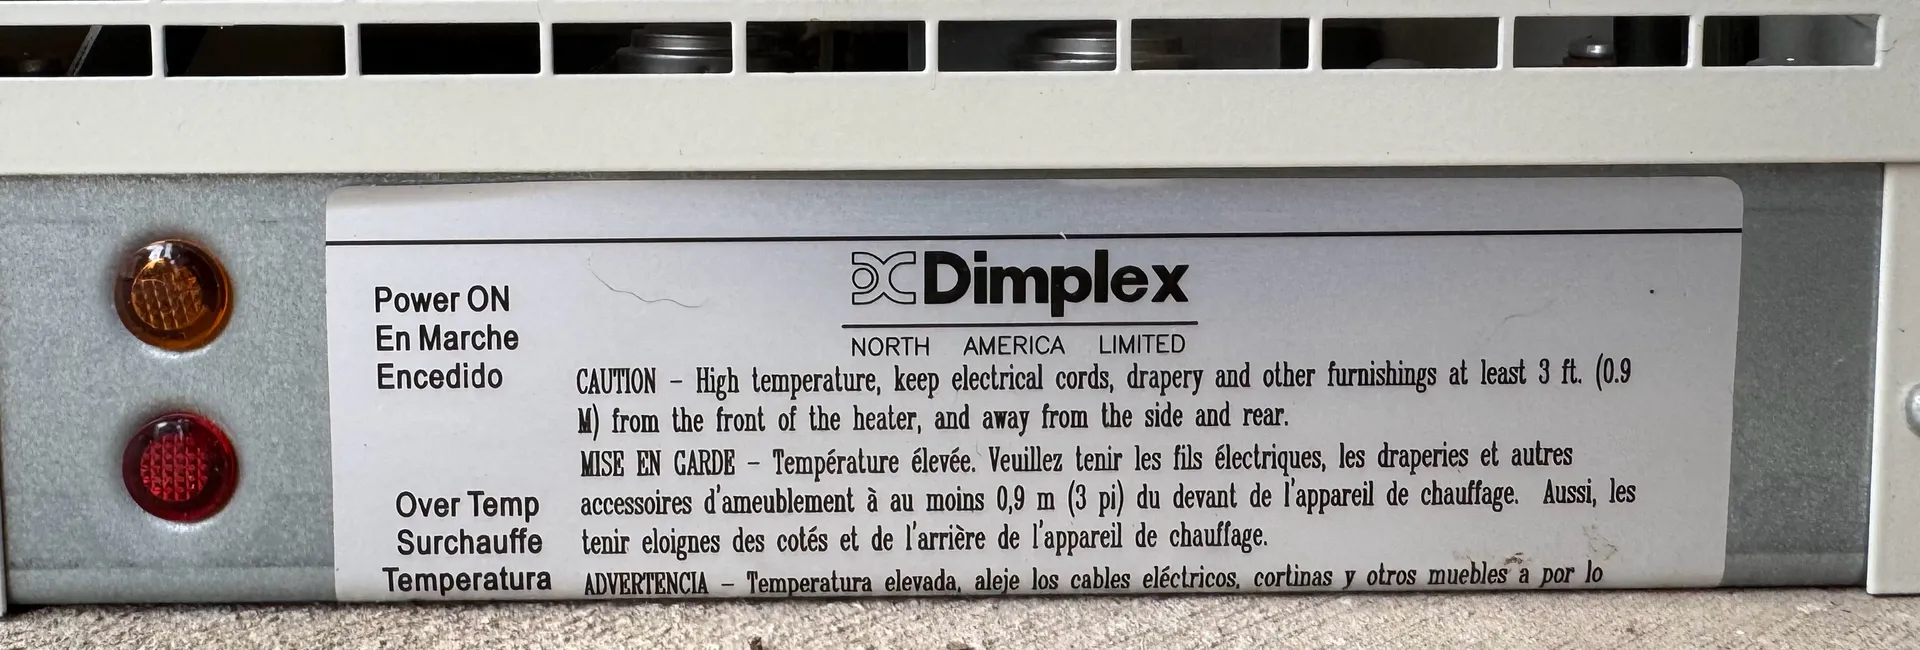 Power ON
En Marche
Encedido
Over Temp
Surchauffe
Temperatura
Dimplex
NORTH AMERICA LIMITED
CAUTION – High temperature, keep electrical cords, drapery and other furnishings at least 3 ft. (0.9
M) from the front of the heater, and away from the side and rear.
MISE EN GARDE – Température élevée. Veuillez tenir les fils électriques, les draperies et autres
accessoires d'ameublement à au moins 0,9 m (3 pi) du devant de l'appareil de chauffage. Aussi, les
tenir eloignes des cotés et de l'arrière de l'appareil de chauffage.
ADVERTENCIA – Temperatura elevada, aleje los cables eléctricos, cortinas y otros muebles a por lo